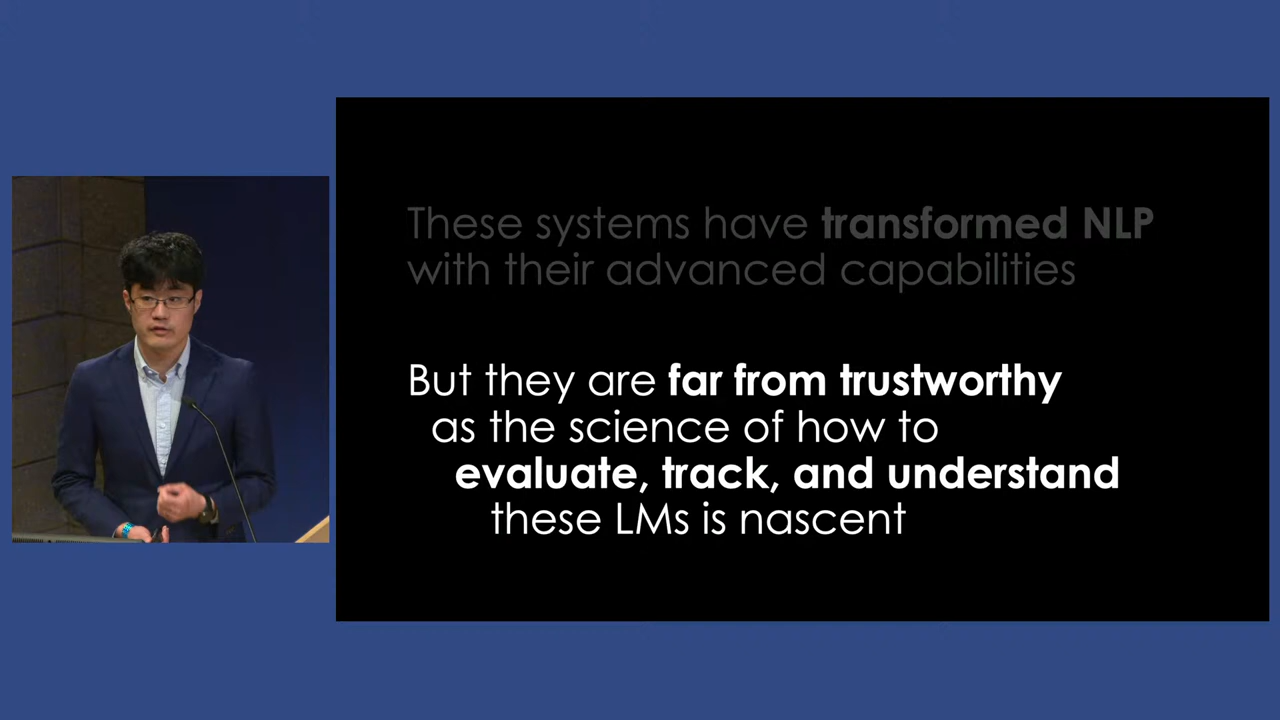 These systems have transformed NLP
with their advanced capabilities
But they are far from trustworthy
as the science of how to
evaluate, track, and understand
these LMs is nascent